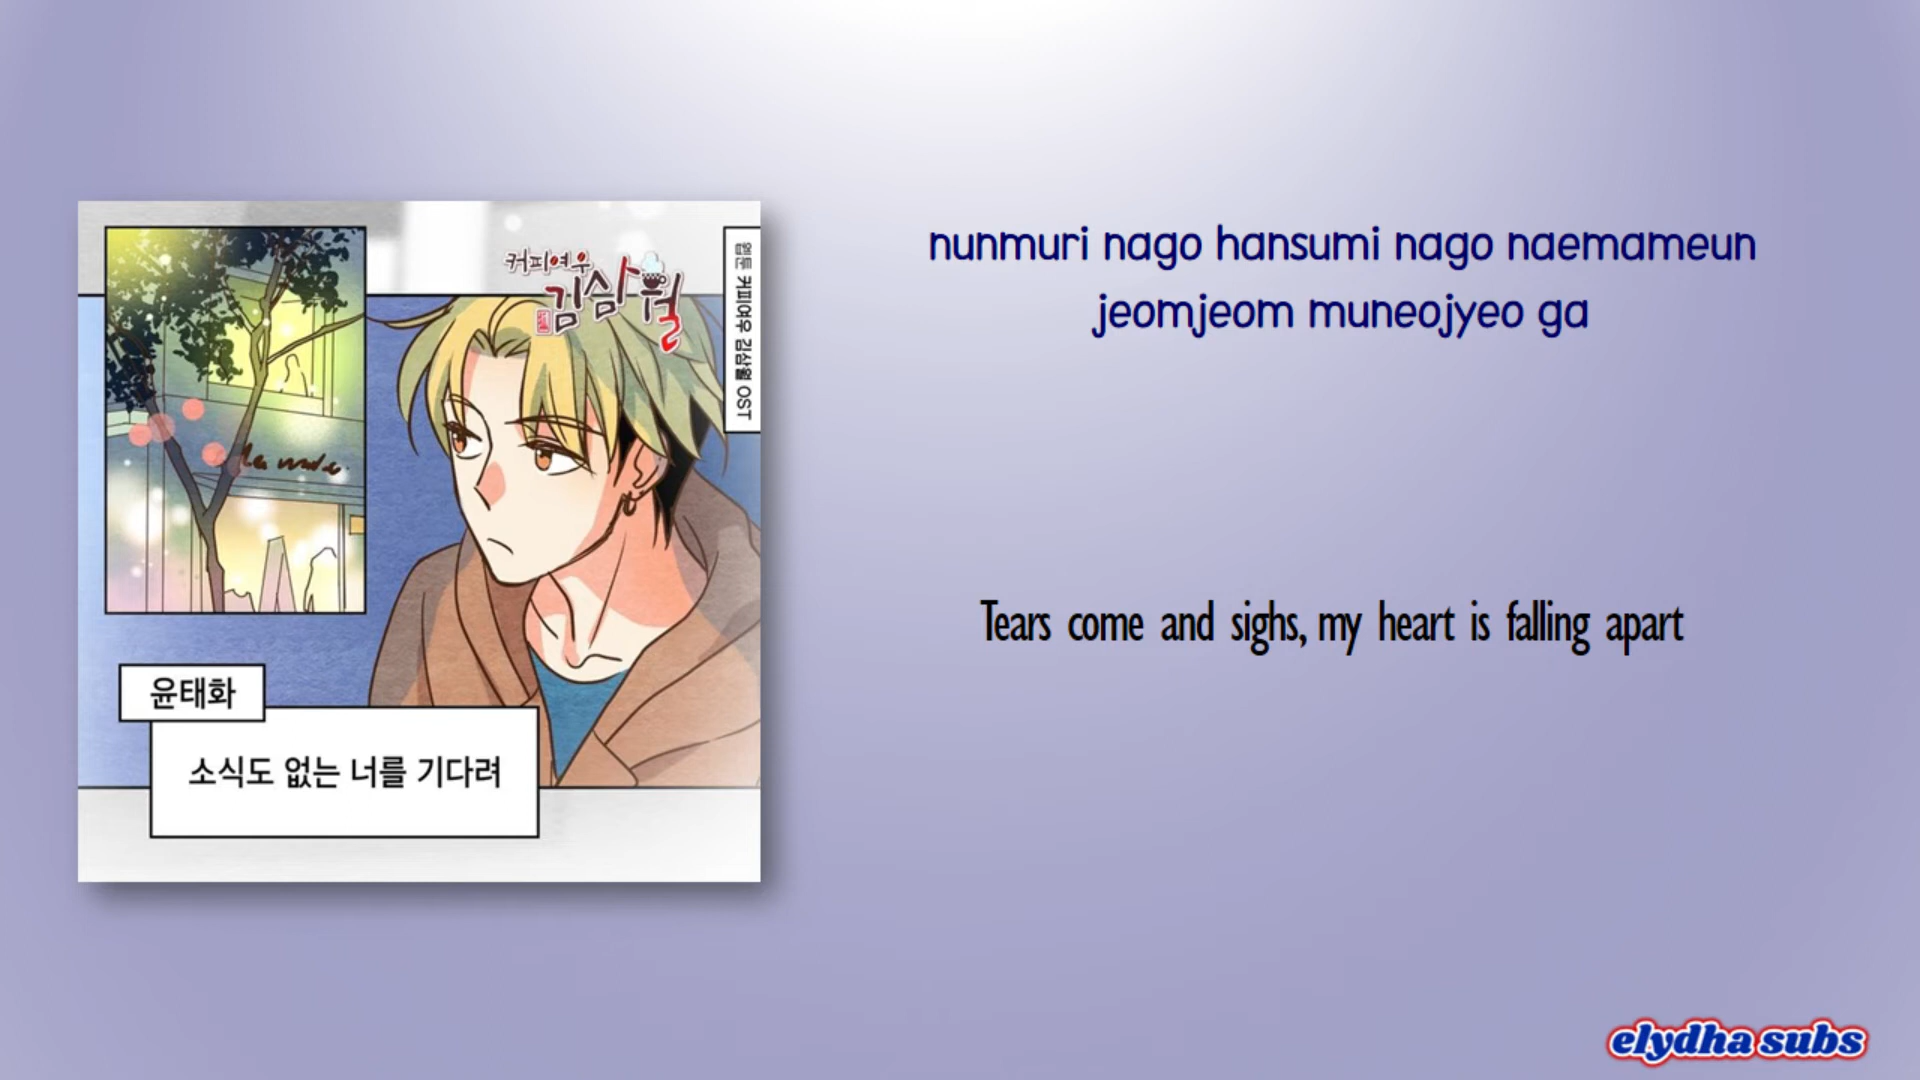 커피여우
김삼월
웹툰 커피여우 김삼월 OST
윤태화
소식도 없는 너를 기다려
nunmuri nago hansumi nago naemameun
jeomjeom muneojyeo ga
Tears come and sighs, my heart is falling apart
elydha subs